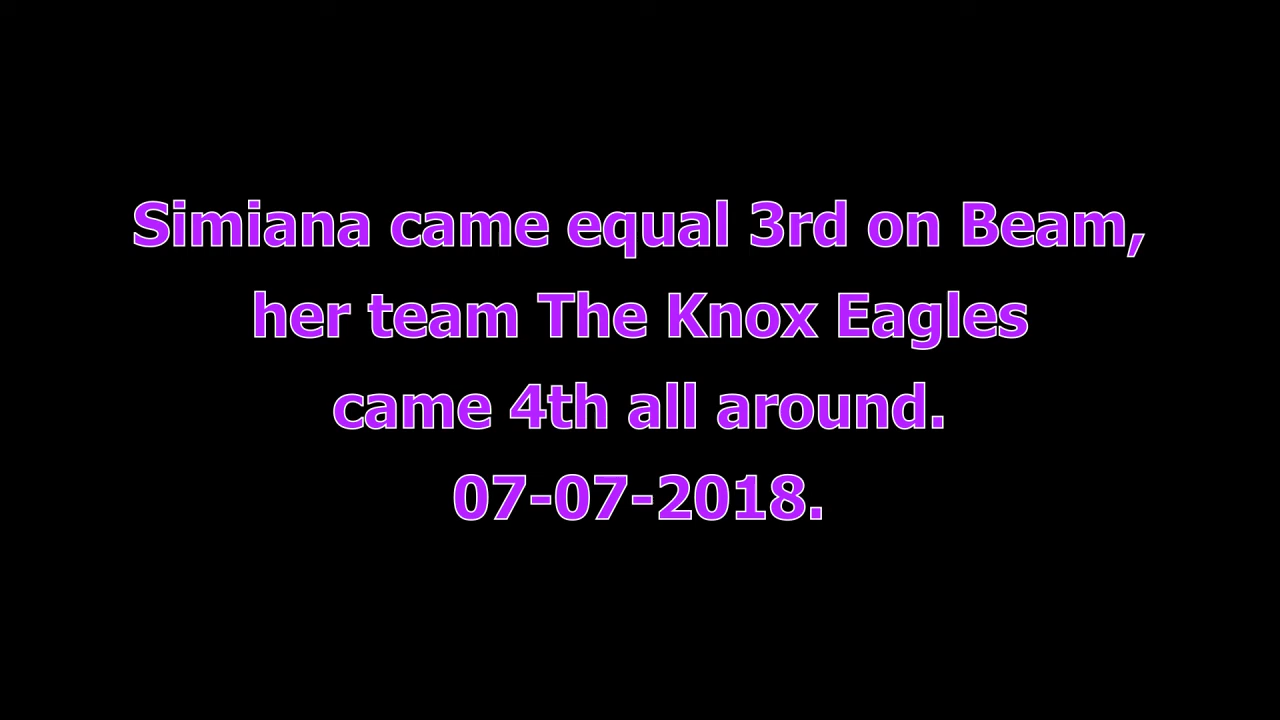 Simiana came equal 3rd on Beam,
her team The Knox Eagles
came 4th all around.
07-07-2018.